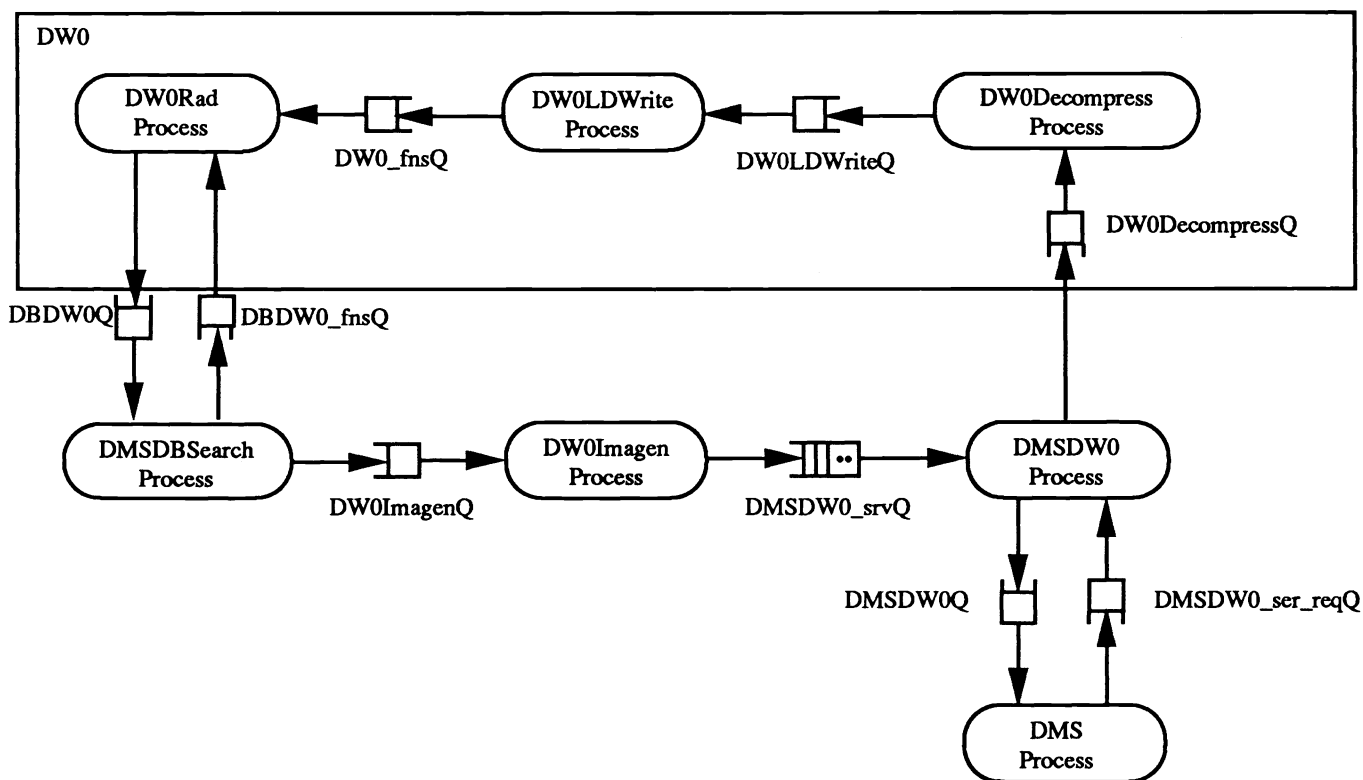 DW0
DW0Rad
Process
DW0LDWrite
Process
DW0Decompress
Process
DW0_fnsQ
DW0LDWriteQ
DW0DecompressQ
DBDW0Q
DBDW0_fnsQ
DMSDBSearch
Process
DW0Imagen
Process
DMSDW0
Process
DW0ImagenQ
DMSDW0_srvQ
DMSDW0Q
DMSDW0_ser_reqQ
DMS
Process